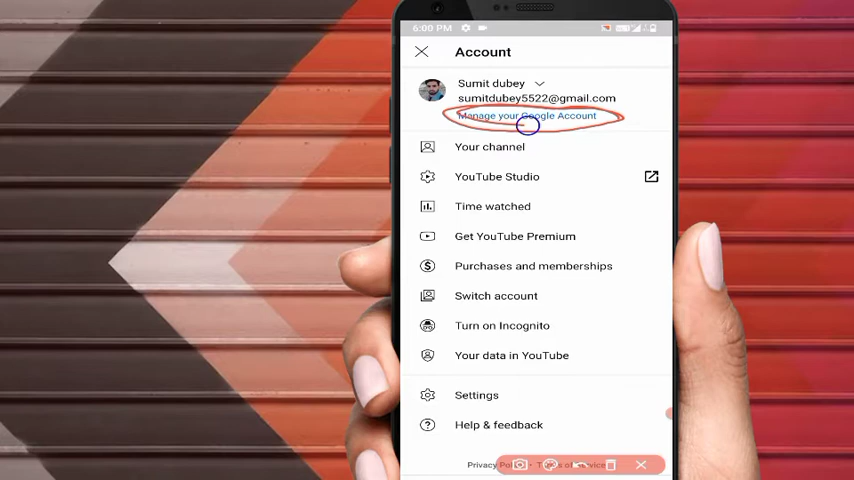 6:00 PM
Account
Sumit dubey
sumitdubey5522@gmail.com
Manage your Google Account
Your channel
YouTube Studio
Time watched
Get YouTube Premium
Purchases and memberships
Switch account
Turn on Incognito
Your data in YouTube
Settings
Help & feedback
Privacy